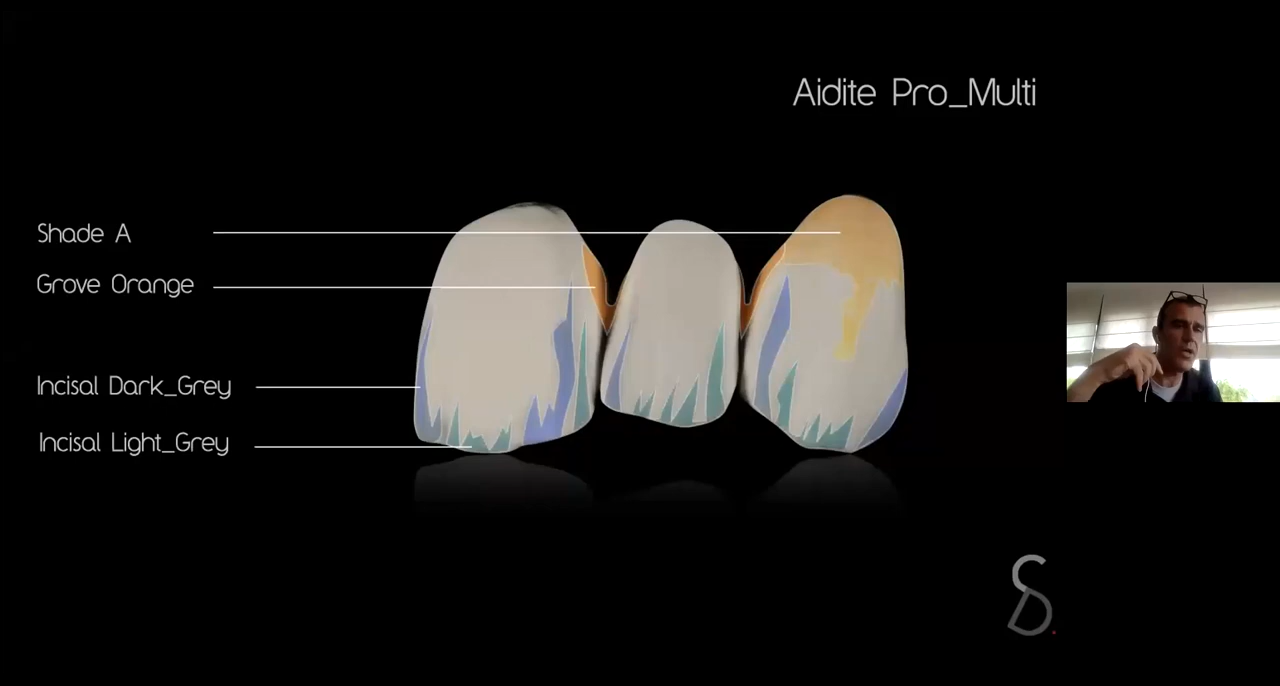 Aidite Pro_Multi
Shade A
Grove Orange
Incisal Dark_Grey
Incisal Light_Grey